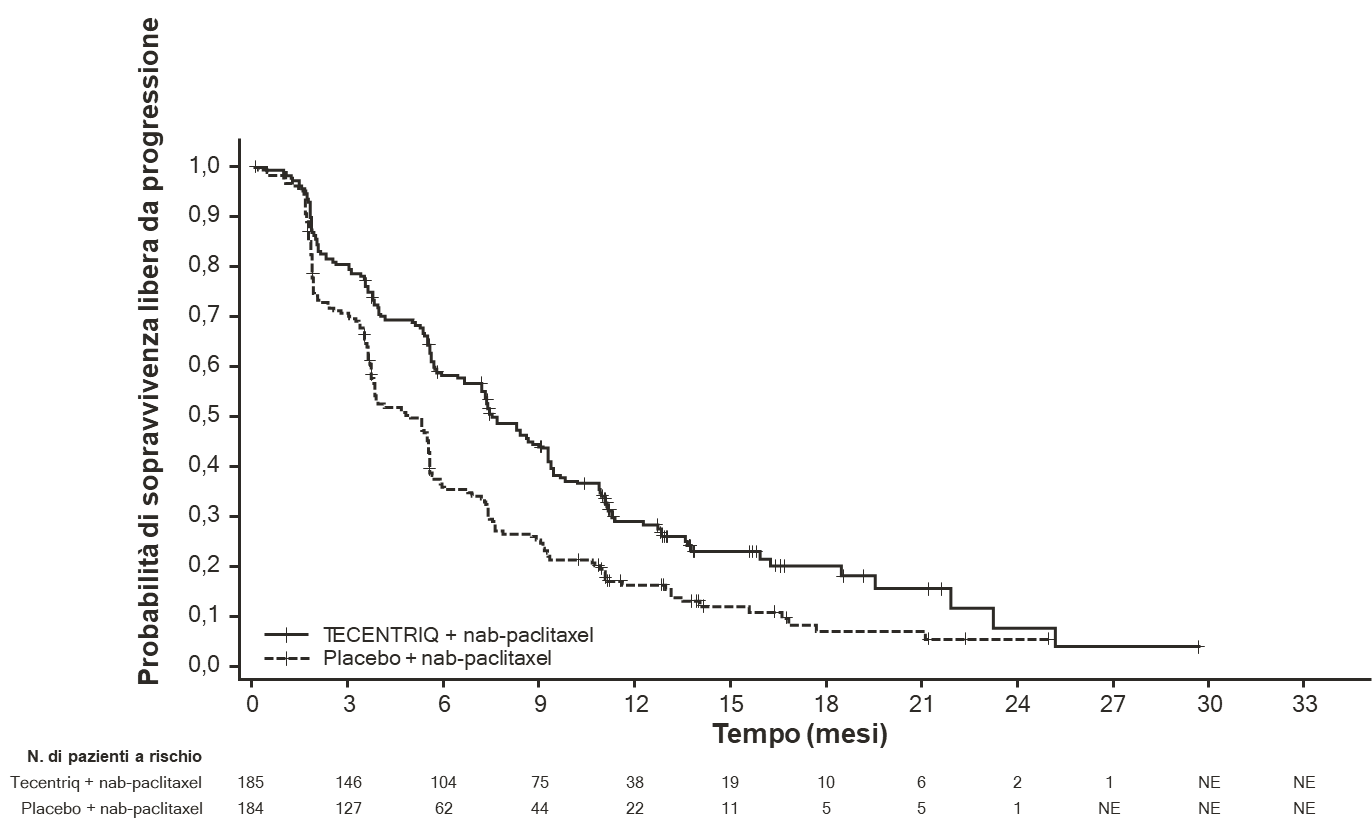 Probabilità di sopravvivenza libera da progressione
1,0
0,9
0,8
0,7
0,6
0,5
0,4
0,3
0,2
0,1
0,0
TECENTRIQ + nab-paclitaxel
Placebo + nab-paclitaxel
0 3 6 9 12 15 18 21 24 27 30 33
Tempo (mesi)
N. di pazienti a rischio
Tecentriq + nab-paclitaxel 185 146 104 75 38 19 10 6 2 1 NE NE
Placebo + nab-paclitaxel 184 127 62 44 22 11 5 5 1 NE NE NE